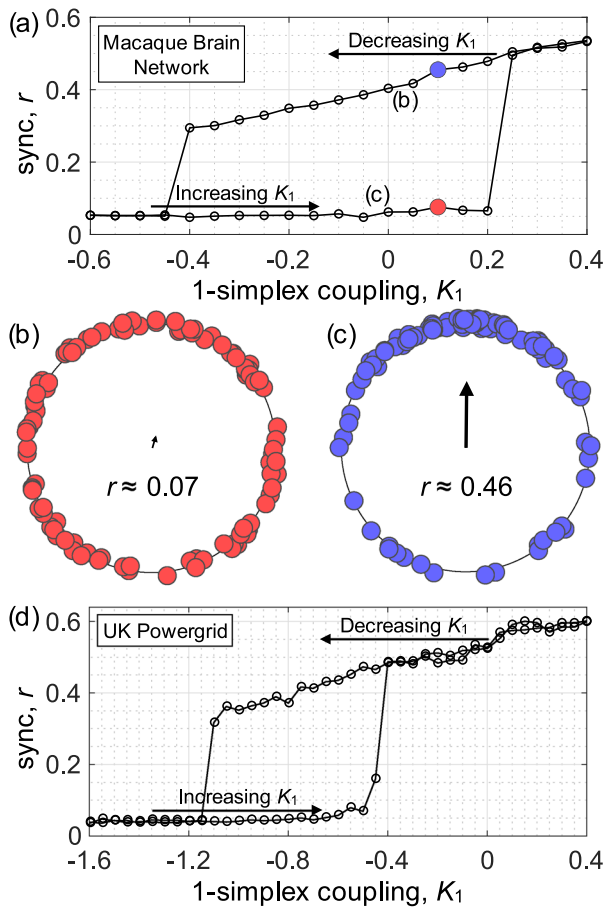 (a)
Macaque Brain
Network
Decreasing K₁
(b)
Increasing K₁
(c)
sync, r
0.6
0.4
0.2
0
-0.6 -0.4 -0.2 0 0.2 0.4
1-simplex coupling, K₁
(b)
r ≈ 0.07
(c)
r ≈ 0.46
(d)
UK Powergrid
Decreasing K₁
Increasing K₁
sync, r
0.6
0.4
0.2
0
-1.6 -1.2 -0.8 -0.4 0 0.4
1-simplex coupling, K₁